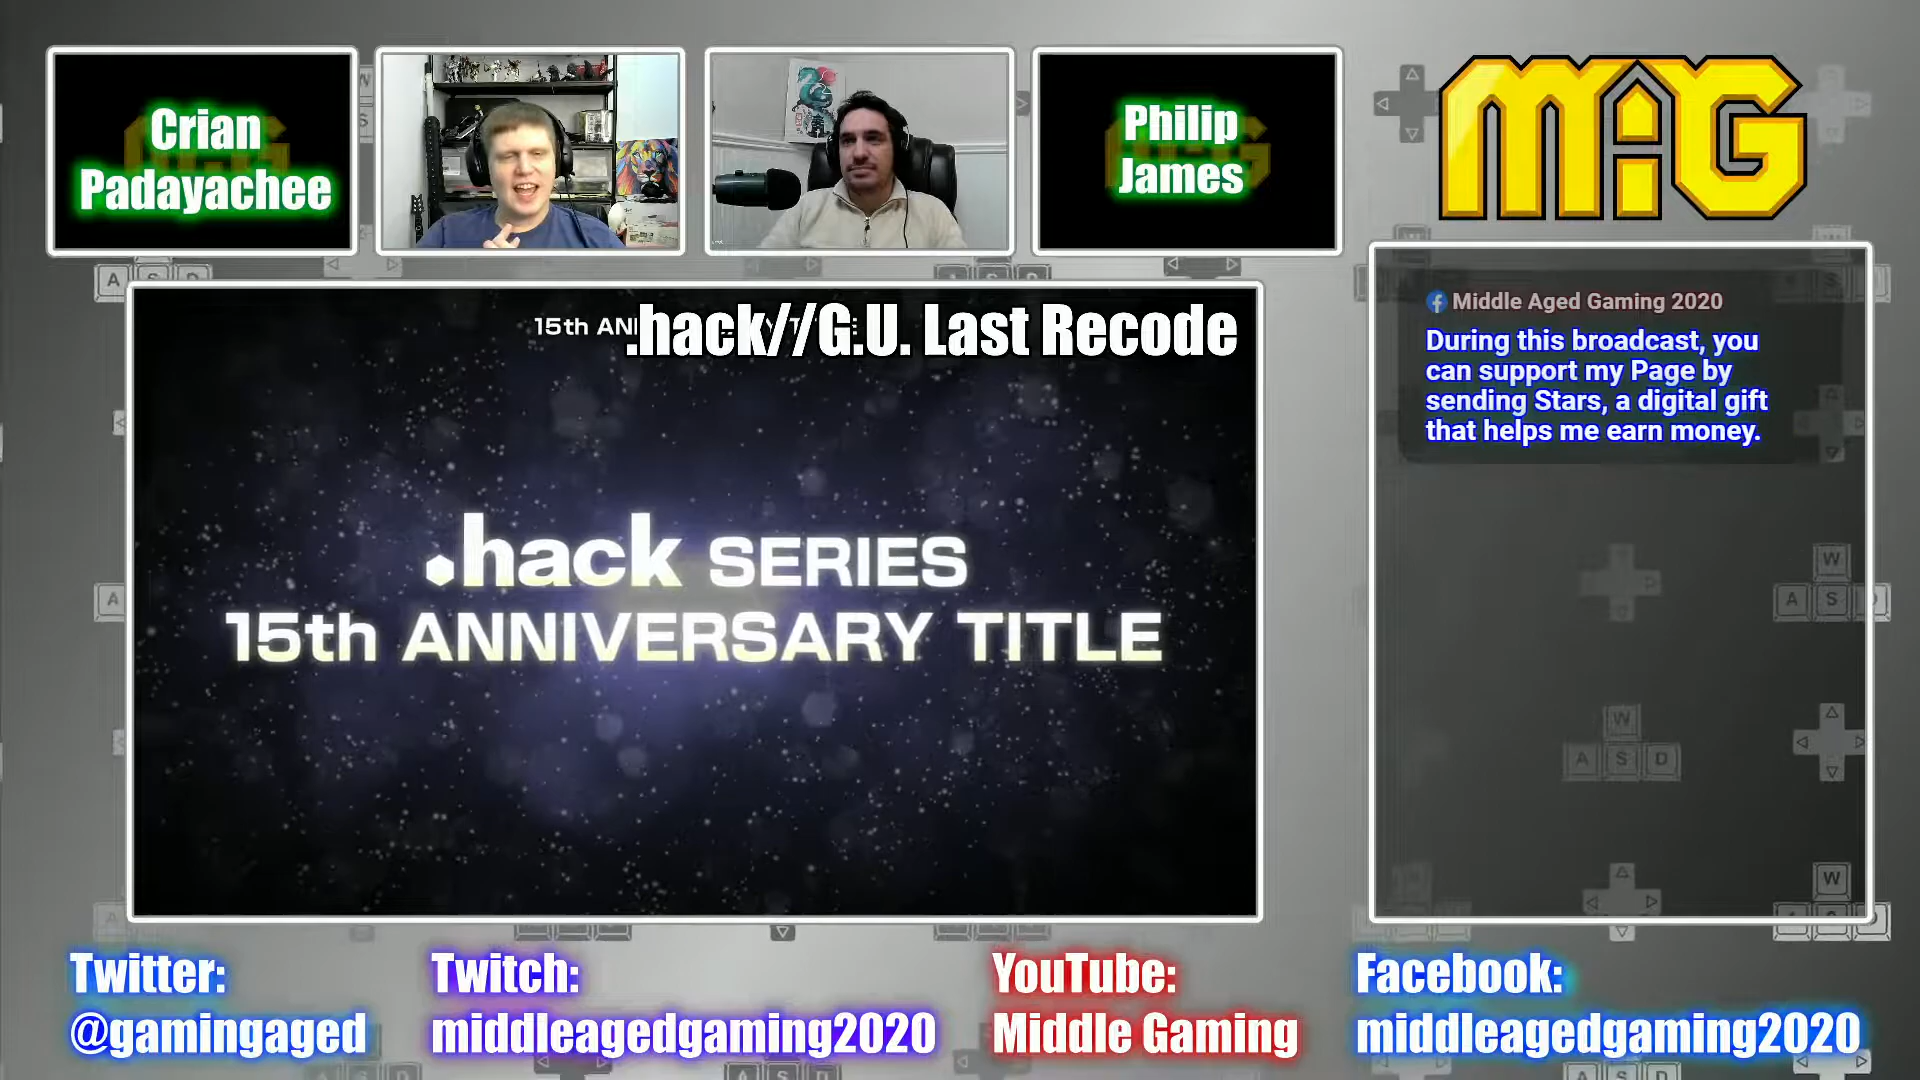 Crian
Padayachee
Philip
James
MAG
15th ANN
.hack//G.U. Last Recode
.hack SERIES
15th ANNIVERSARY TITLE
Middle Aged Gaming 2020
During this broadcast, you
can support my Page by
sending Stars, a digital gift
that helps me earn money.
Twitter:
@gamingaged
Twitch:
middleagedgaming2020
YouTube:
Middle Gaming
Facebook:
middleagedgaming2020